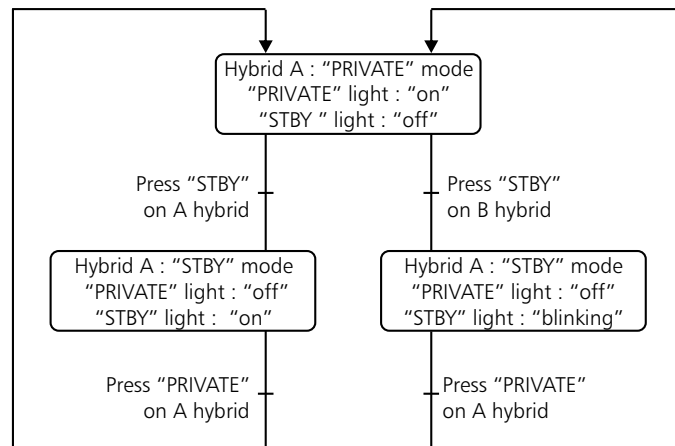 Hybrid A : “PRIVATE” mode
“PRIVATE” light : “on”
“STBY ” light : “off”
Press “STBY”
on A hybrid
Press “STBY”
on B hybrid
Hybrid A : “STBY” mode
“PRIVATE” light : “off”
“STBY” light :  “on”
Hybrid A : “STBY” mode
“PRIVATE” light : “off”
“STBY” light : “blinking”
Press “PRIVATE”
on A hybrid
Press “PRIVATE”
on A hybrid